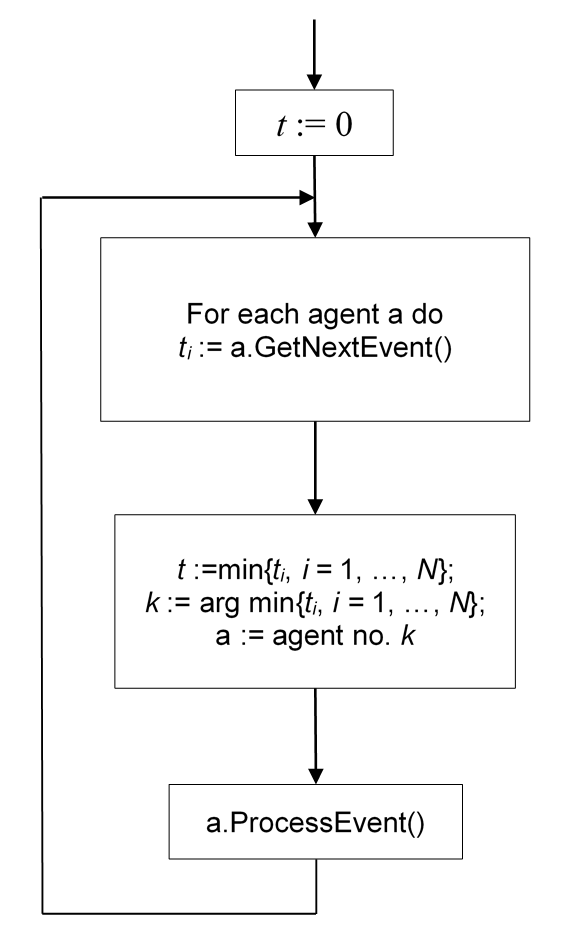 t := 0
For each agent a do
tᵢ := a.GetNextEvent()
t :=min{tᵢ, i = 1, …, N};
k := arg min{tᵢ, i = 1, …, N};
a := agent no. k
a.ProcessEvent()